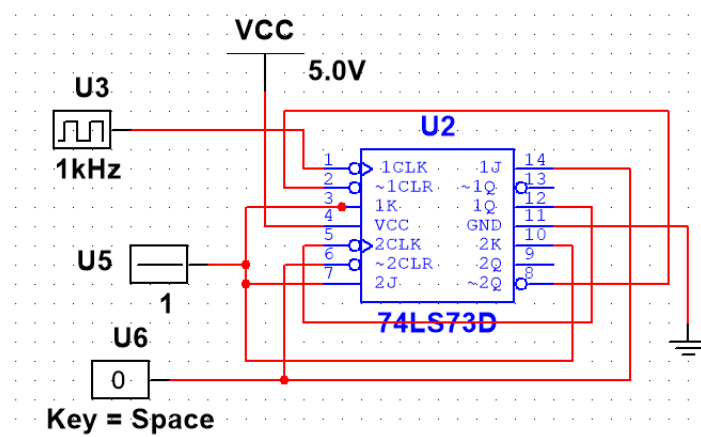 VCC
5.0V
U3
1kHz
U2
1 1CLK 1J 14
2 ~1CLR ~1Q 13
3 1K 1Q 12
4 VCC GND 11
5 2CLK 2K 10
6 ~2CLR 2Q 9
7 2J ~2Q 8
74LS73D
U5
1
U6
0
Key = Space